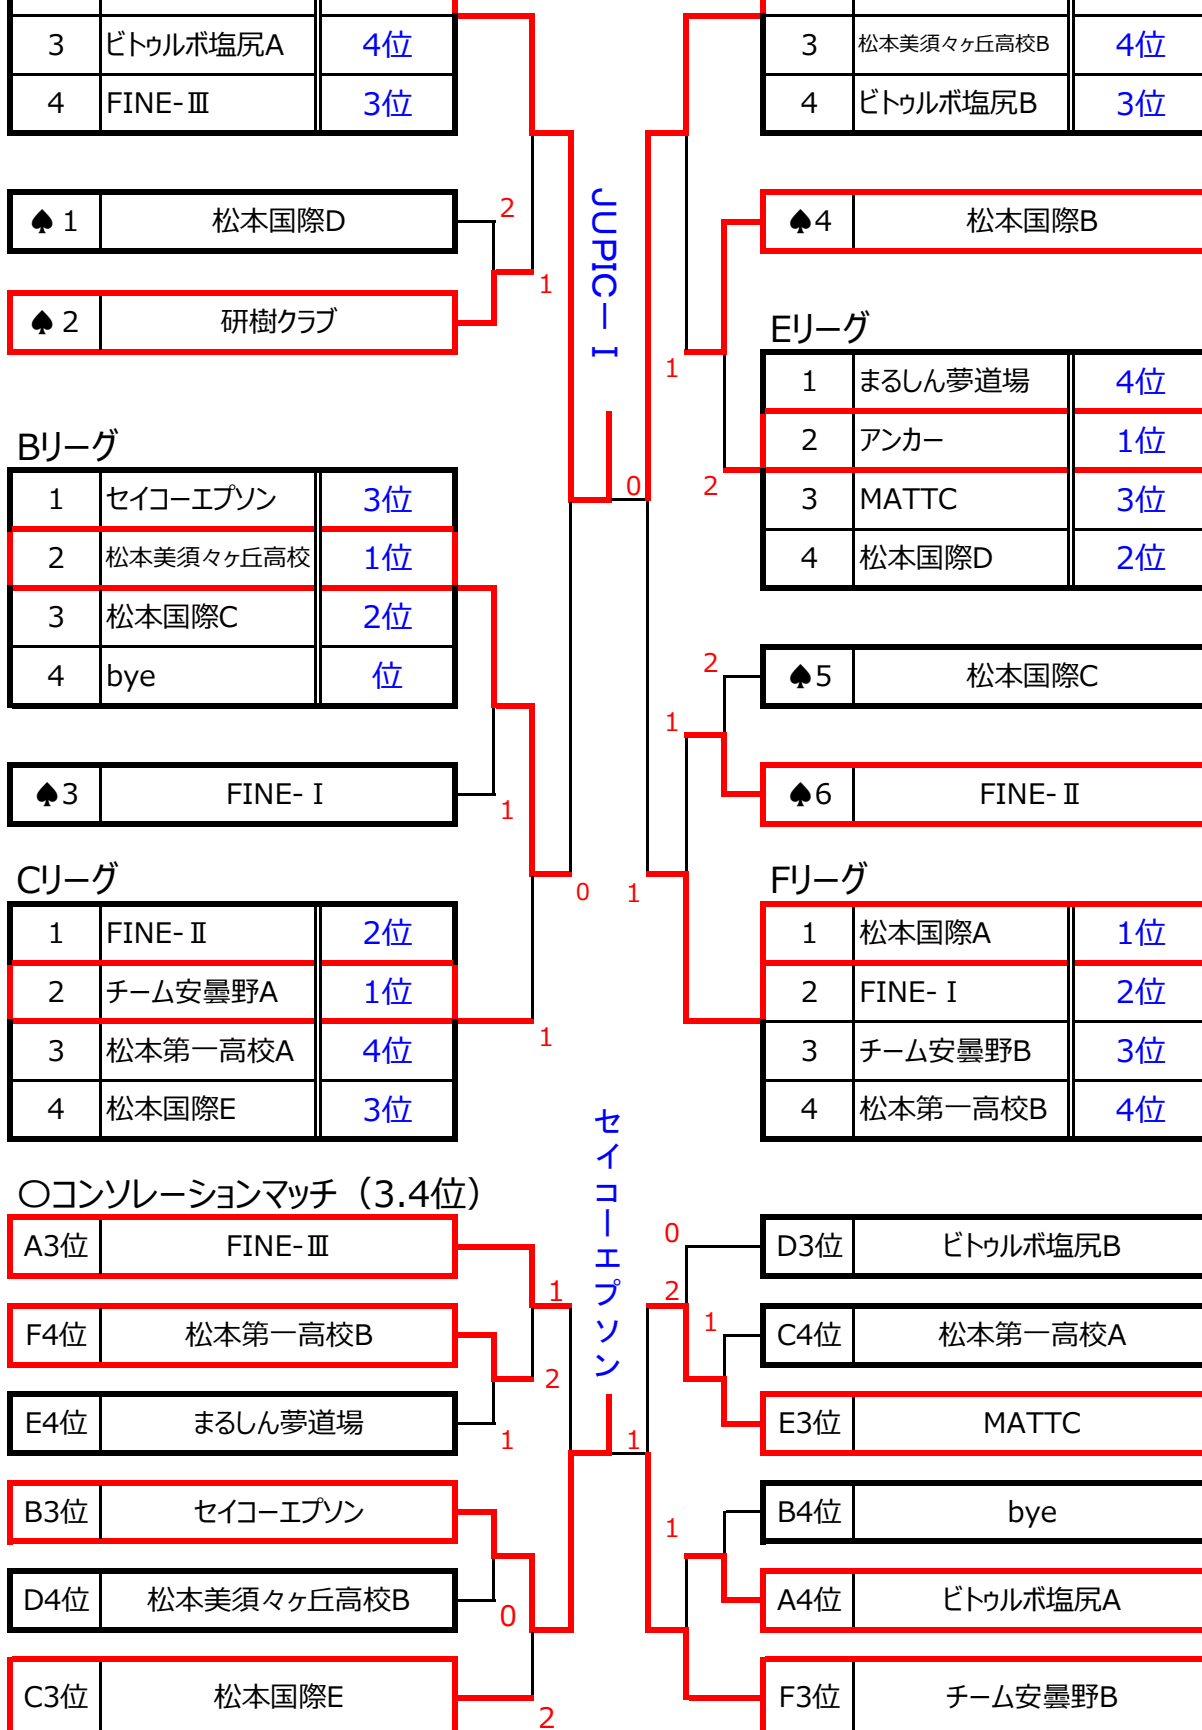 3 ビトゥルボ塩尻A 4位
4 FINE-Ⅲ 3位
♠ 1 松本国際D
2
1
♠ 2 研樹クラブ
Bリーグ
1 セイコーエプソン 3位
2 松本美須々ヶ丘高校 1位
3 松本国際C 2位
4 bye 位
♠3 FINE-Ⅰ
1
0
Cリーグ
1 FINE-Ⅱ 2位
2 チーム安曇野A 1位
3 松本第一高校A 4位
4 松本国際E 3位
1
JUPIC-Ⅰ
0
3 松本美須々ヶ丘高校B 4位
4 ビトゥルボ塩尻B 3位
♠4 松本国際B
1
Eリーグ
1 まるしん夢道場 4位
2 アンカー 1位
3 MATTC 3位
4 松本国際D 2位
2
2
♠5 松本国際C
1
♠6 FINE-Ⅱ
1
Fリーグ
1 松本国際A 1位
2 FINE-Ⅰ 2位
3 チーム安曇野B 3位
4 松本第一高校B 4位
〇コンソレーションマッチ（3.4位）
A3位 FINE-Ⅲ
1
F4位 松本第一高校B
2
E4位 まるしん夢道場
1
B3位 セイコーエプソン
D4位 松本美須々ヶ丘高校B
0
C3位 松本国際E
2
セイコーエプソン
1
0
D3位 ビトゥルボ塩尻B
2
1
C4位 松本第一高校A
E3位 MATTC
B4位 bye
1
A4位 ビトゥルボ塩尻A
F3位 チーム安曇野B